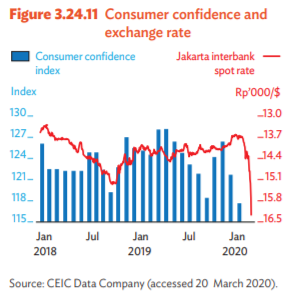 Figure 3.24.11 Consumer confidence and
exchange rate
Consumer confidence
index
Jakarta interbank
spot rate
Index
Rp'000/$
130
127
124
121
118
115
–13.0
–13.7
–14.4
–15.1
–15.8
–16.5
Jan
2018
Jul
Jan
2019
Jul
Jan
2020
Source: CEIC Data Company (accessed 20 March 2020).